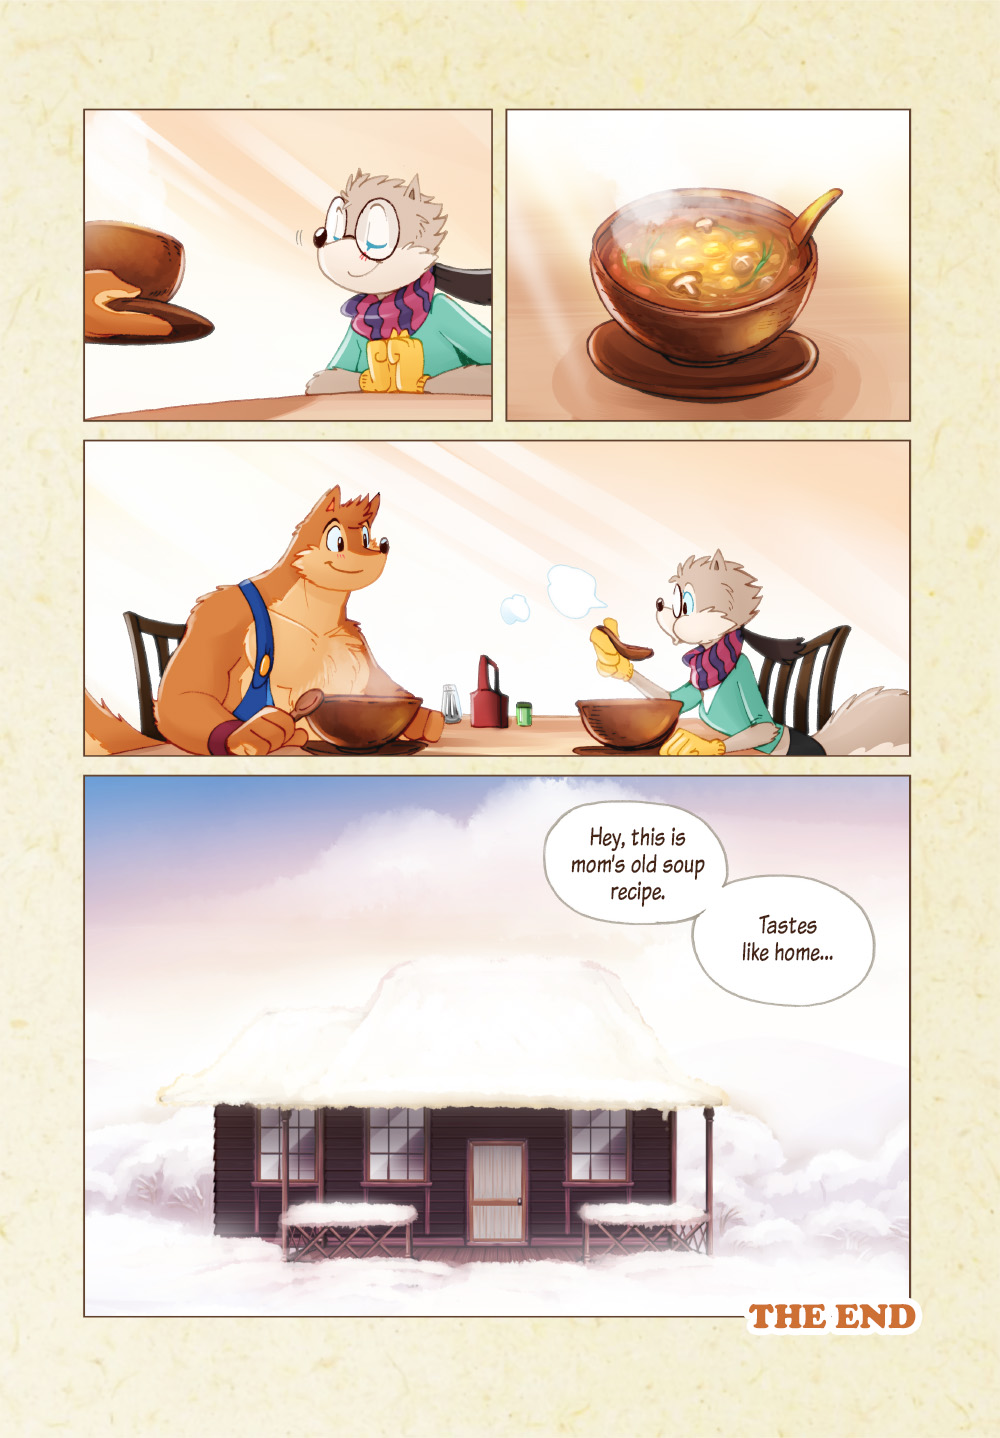 Hey, this is
mom's old soup
recipe.
Tastes
like home...
THE END